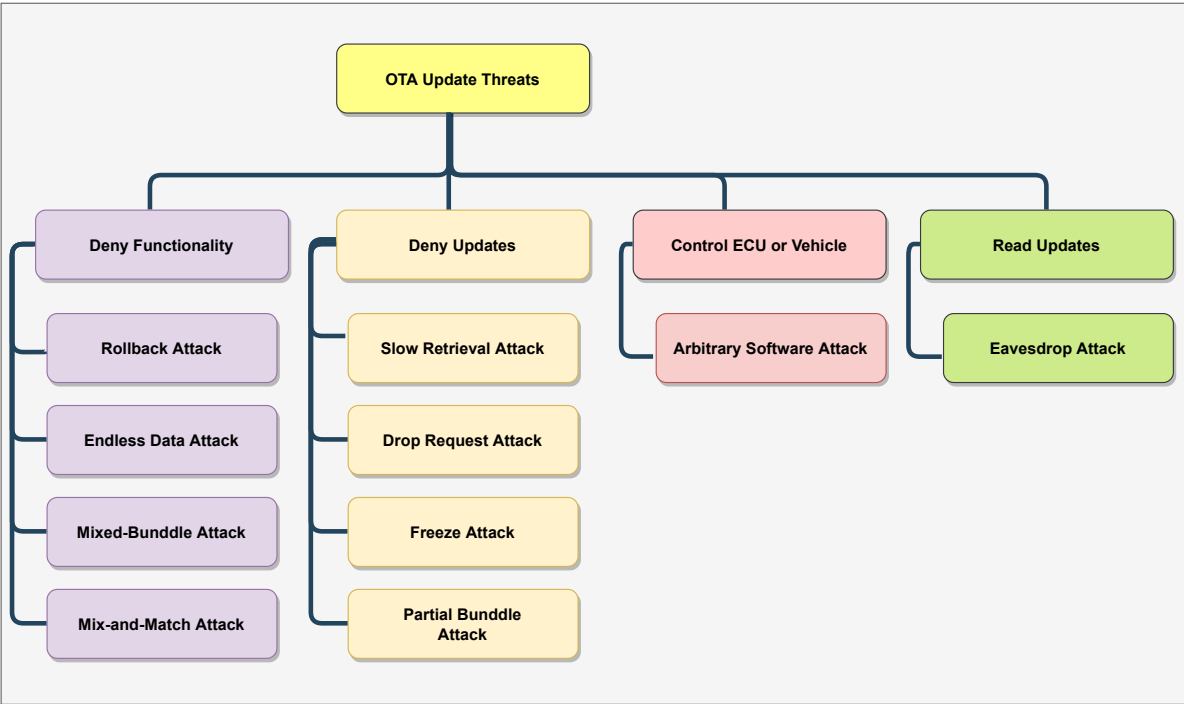 OTA Update Threats
Deny Functionality
Deny Updates
Control ECU or Vehicle
Read Updates
Rollback Attack
Slow Retrieval Attack
Arbitrary Software Attack
Eavesdrop Attack
Endless Data Attack
Drop Request Attack
Mixed-Bunddle Attack
Freeze Attack
Mix-and-Match Attack
Partial Bunddle
Attack